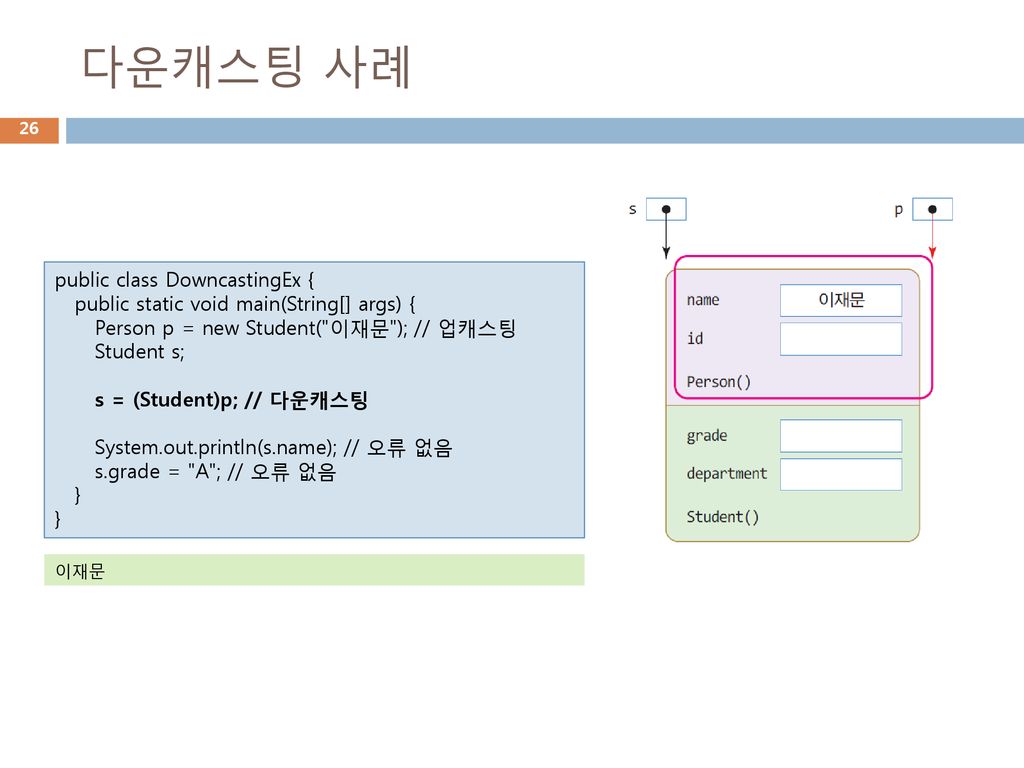 다운캐스팅 사례
26
public class DowncastingEx {
public static void main(String[] args) {
Person p = new Student("이재문"); // 업캐스팅
Student s;
s = (Student)p; // 다운캐스팅
System.out.println(s.name); // 오류 없음
s.grade = "A"; // 오류 없음
}
}
이재문
s
p
name 이재문
id
Person()
grade
department
Student()